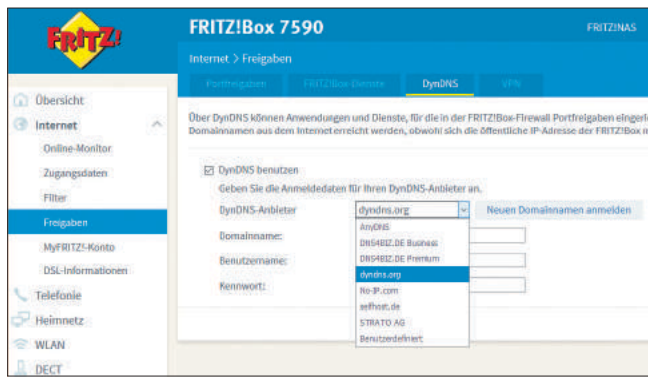 FRITZ!
FRITZ!Box 7590
FRITZ!NAS
Internet > Freigaben
Portfreigaben
FRITZ!Box-Dienste
DynDNS
VPN
Übersicht
Internet
Online-Monitor
Zugangsdaten
Filter
Freigaben
MyFRITZ!-Konto
DSL-Informationen
Telefonie
Heimnetz
WLAN
DECT
Über DynDNS können Anwendungen und Dienste, für die in der FRITZ!Box-Firewall Portfreigaben eingeri
Domainnamen aus dem Internet erreicht werden, obwohl sich die öffentliche IP-Adresse der FRITZ!Box m
DynDNS benutzen
Geben Sie die Anmeldedaten für Ihren DynDNS-Anbieter an.
DynDNS-Anbieter
dyndns.org
Neuen Domainnamen anmelden
Domainname:
Benutzername:
Kennwort:
AnyDNS
DNS4BIZ.DE Business
DNS4BIZ.DE Premium
dyndns.org
No-IP.com
selfhost.de
STRATO AG
Benutzerdefiniert